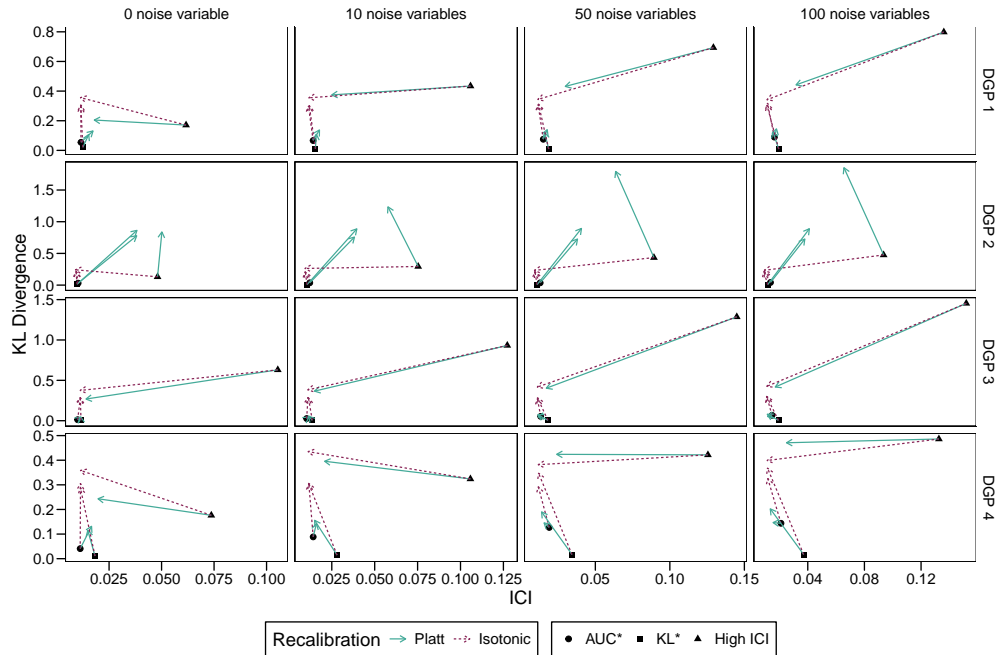 0 noise variable
10 noise variables
50 noise variables
100 noise variables
KL Divergence
0.8
0.6
0.4
0.2
0.0
DGP 1
1.5
1.0
0.5
0.0
DGP 2
1.5
1.0
0.5
0.0
DGP 3
0.5
0.4
0.3
0.2
0.1
0.0
DGP 4
0.025 0.050 0.075 0.100
0.025 0.050 0.075 0.100 0.125
0.05 0.10 0.15
0.04 0.08 0.12
ICI
Recalibration Platt Isotonic
AUC* KL* High ICI